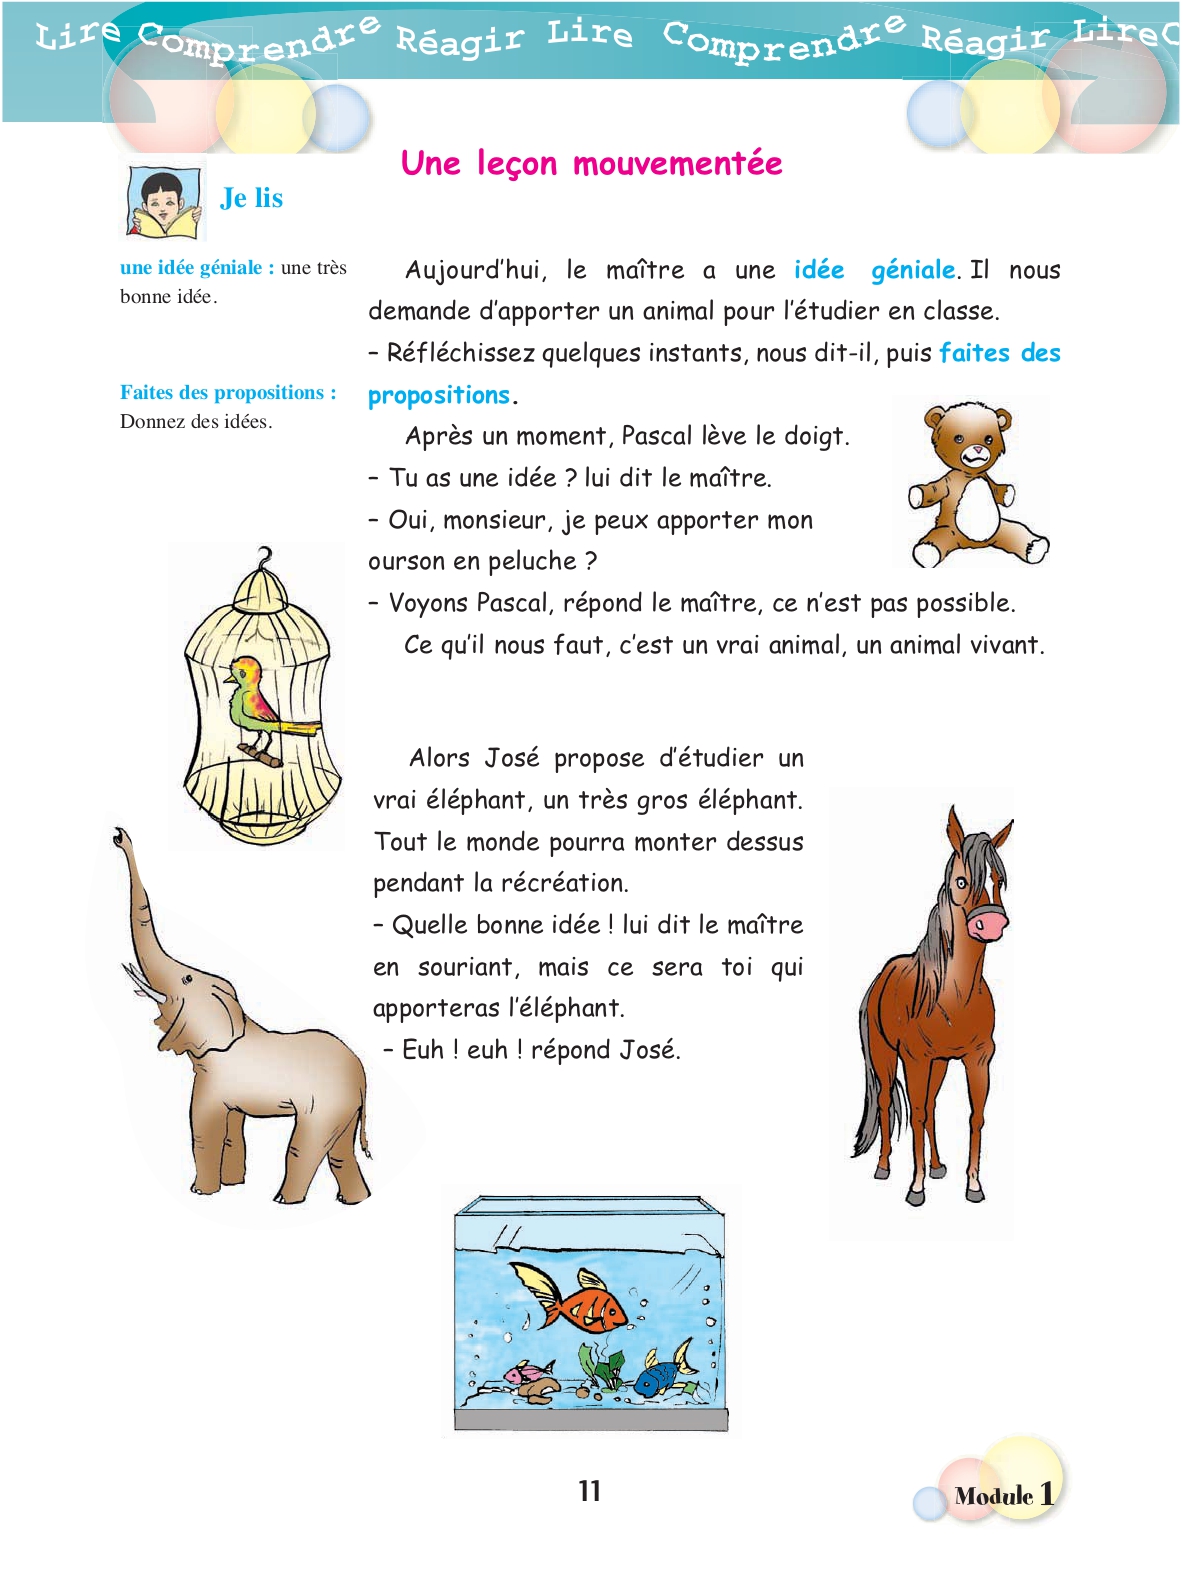 Lire Comprendre Réagir Lire Comprendre Réagir LireC
Une leçon mouvementée
Je lis
une idée géniale : une très
bonne idée.
Faites des propositions :
Donnez des idées.
Aujourd'hui, le maître a une idée géniale. Il nous
demande d'apporter un animal pour l'étudier en classe.
– Réfléchissez quelques instants, nous dit-il, puis faites des
propositions.
Après un moment, Pascal lève le doigt.
– Tu as une idée ? lui dit le maître.
– Oui, monsieur, je peux apporter mon
ourson en peluche ?
– Voyons Pascal, répond le maître, ce n'est pas possible.
Ce qu'il nous faut, c'est un vrai animal, un animal vivant.
Alors José propose d'étudier un
vrai éléphant, un très gros éléphant.
Tout le monde pourra monter dessus
pendant la récréation.
– Quelle bonne idée ! lui dit le maître
en souriant, mais ce sera toi qui
apporteras l'éléphant.
– Euh ! euh ! répond José.
11
Module 1